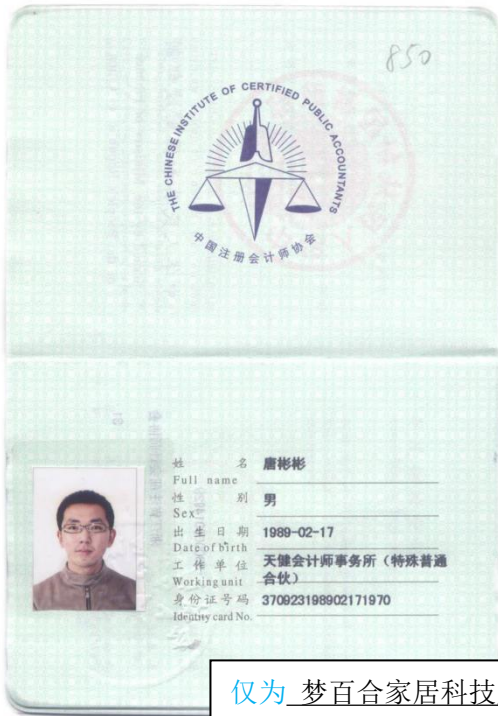 850
THE CHINESE INSTITUTE OF CERTIFIED PUBLIC ACCOUNTANTS
中国注册会计师协会
姓 名 唐彬彬
Full name
性 别 男
Sex
出生日期 1989-02-17
Date of birth
工作单位 天健会计师事务所（特殊普通
Working unit 合伙）
身份证号码 370923198902171970
Identity card No.
仅为 梦百合家居科技